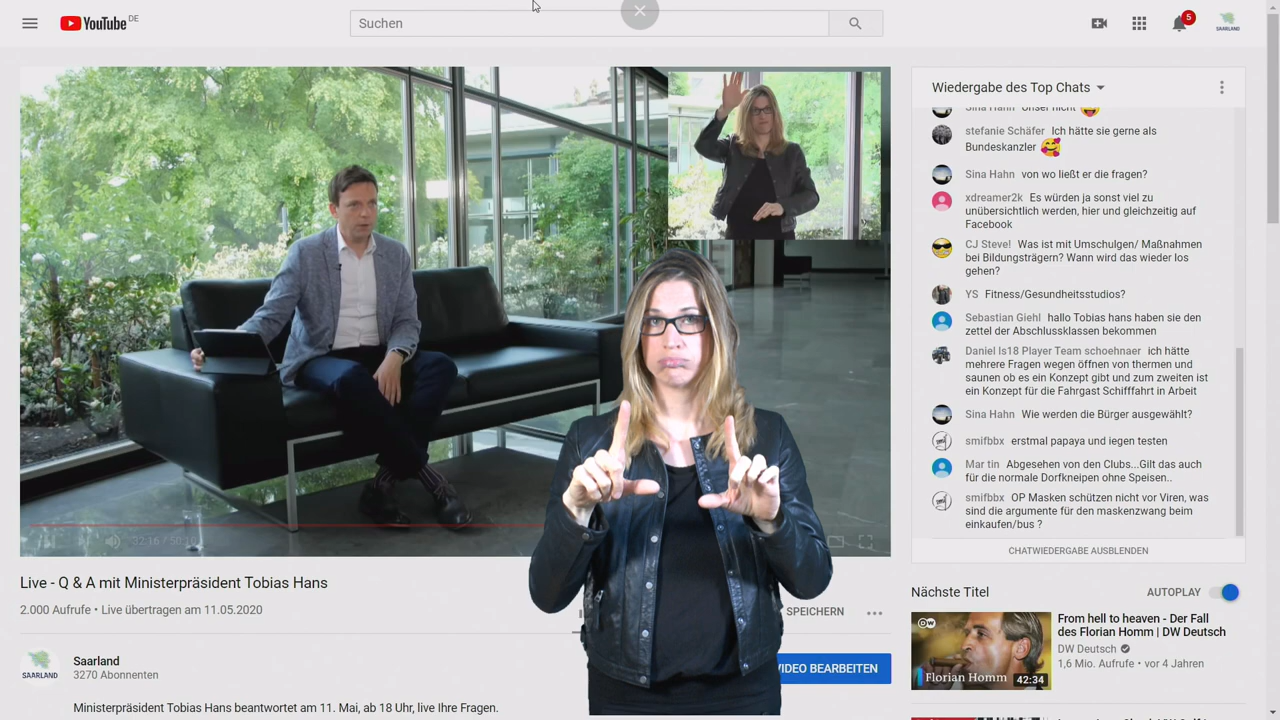 YouTube DE
Suchen
5
SAARLAND
Wiedergabe des Top Chats
Sina Hahn Unser nicht
stefanie Schäfer Ich hätte sie gerne als
Bundeskanzler
Sina Hahn von wo ließt er die fragen?
xdreamer2k Es würden ja sonst viel zu
unübersichtlich werden, hier und gleichzeitig auf
Facebook
CJ Steve! Was ist mit Umschulgen/ Maßnahmen
bei Bildungsträgern? Wann wird das wieder los
gehen?
YS Fitness/Gesundheitsstudios?
Sebastian Giehl hallo Tobias hans haben sie den
zettel der Abschlussklassen bekommen
Daniel Is18 Player Team schoehnaer ich hätte
mehrere Fragen wegen öffnen von thermen und
saunen ob es ein Konzept gibt und zum zweiten ist
ein Konzept für die Fahrgast Schifffahrt in Arbeit
Sina Hahn Wie werden die Bürger ausgewählt?
smifbbx erstmal papaya und iegen testen
Mar tin Abgesehen von den Clubs...Gilt das auch
für die normale Dorfkneipen ohne Speisen..
smifbbx OP Masken schützen nicht vor Viren, was
sind die argumente für den maskenzwang beim
einkaufen/bus ?
CHATWIEDERGABE AUSBLENDEN
32:16
Live - Q & A mit Ministerpräsident Tobias Hans
2.000 Aufrufe • Live übertragen am 11.05.2020
SPEICHERN
SAARLAND
Saarland
3270 Abonnenten
VIDEO BEARBEITEN
Ministerpräsident Tobias Hans beantwortet am 11. Mai, ab 18 Uhr, live Ihre Fragen.
Nächste Titel
AUTOPLAY
DW
Florian Homm
42:34
From hell to heaven - Der Fall
des Florian Homm | DW Deutsch
DW Deutsch
1,6 Mio. Aufrufe • vor 4 Jahren